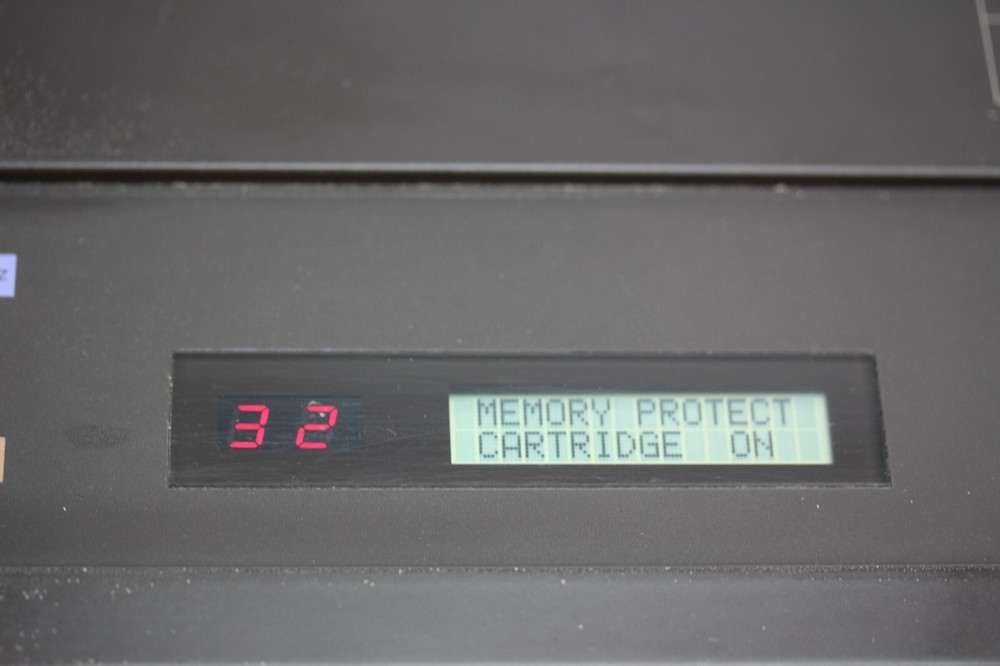 Z
32
MEMORY PROTECT
CARTRIDGE ON